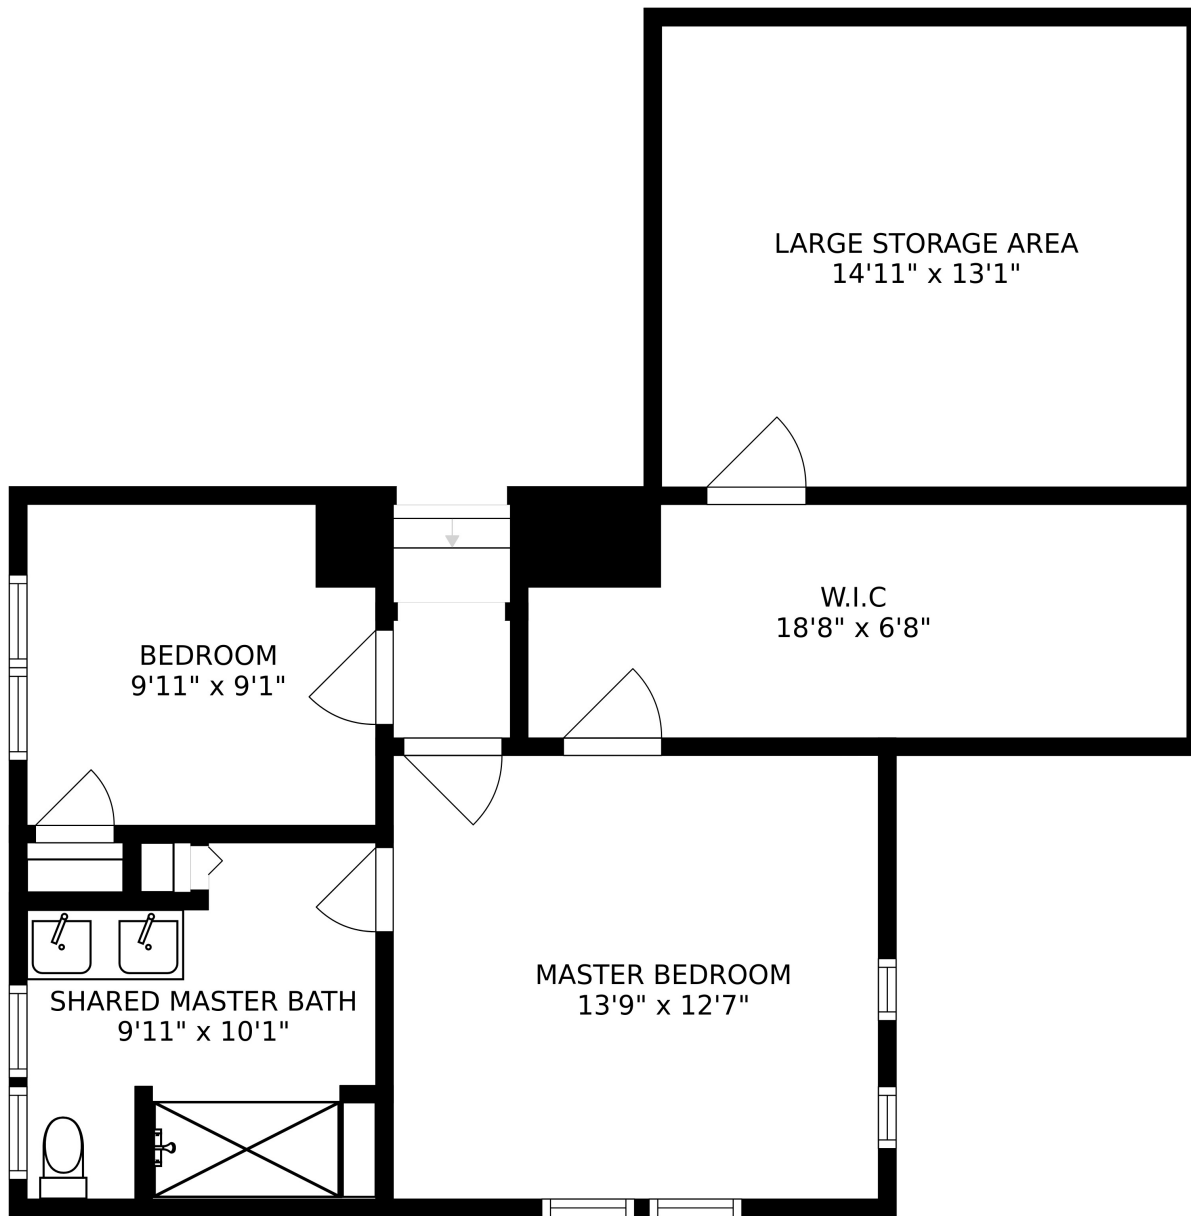 LARGE STORAGE AREA
14'11" x 13'1"
W.I.C
18'8" x 6'8"
BEDROOM
9'11" x 9'1"
MASTER BEDROOM
13'9" x 12'7"
SHARED MASTER BATH
9'11" x 10'1"